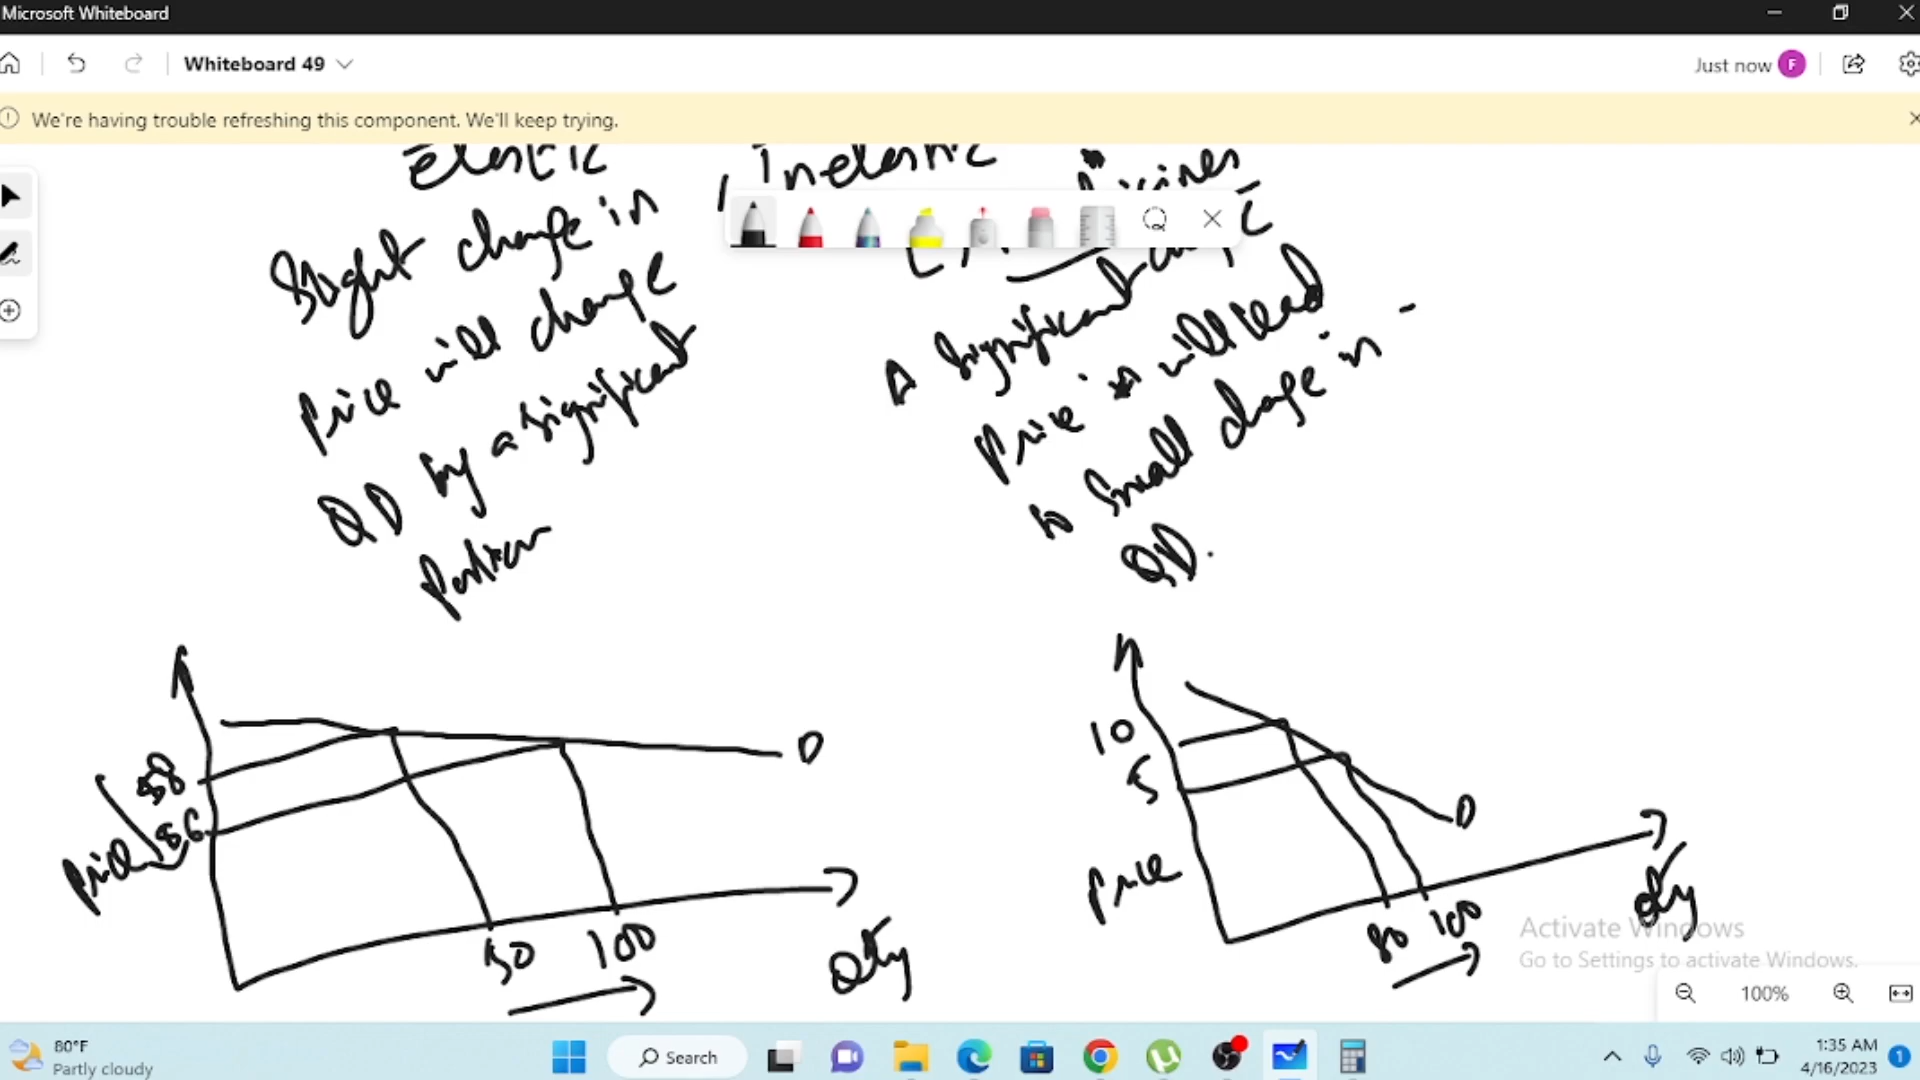 Microsoft Whiteboard
Whiteboard 49
Just now F
We're having trouble refreshing this component. We'll keep trying.
Elastic
Inelastic
Slight change in
Price will change
QD by a significant
Portion
A significant
Price will lead
to small change in
QD.
D
58
86
Price
50
100
Qty
10
5
D
Price
80
100
Qty
Activate Windows
Go to Settings to activate Windows.
100%
80°F
Partly cloudy
Search
1:35 AM
4/16/2023
1